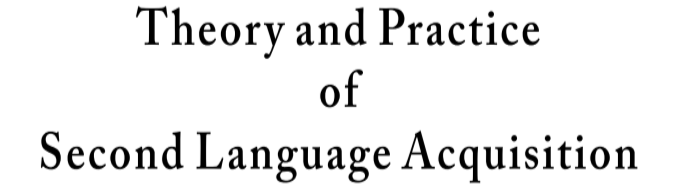 Theory and Practice
of
Second Language Acquisition